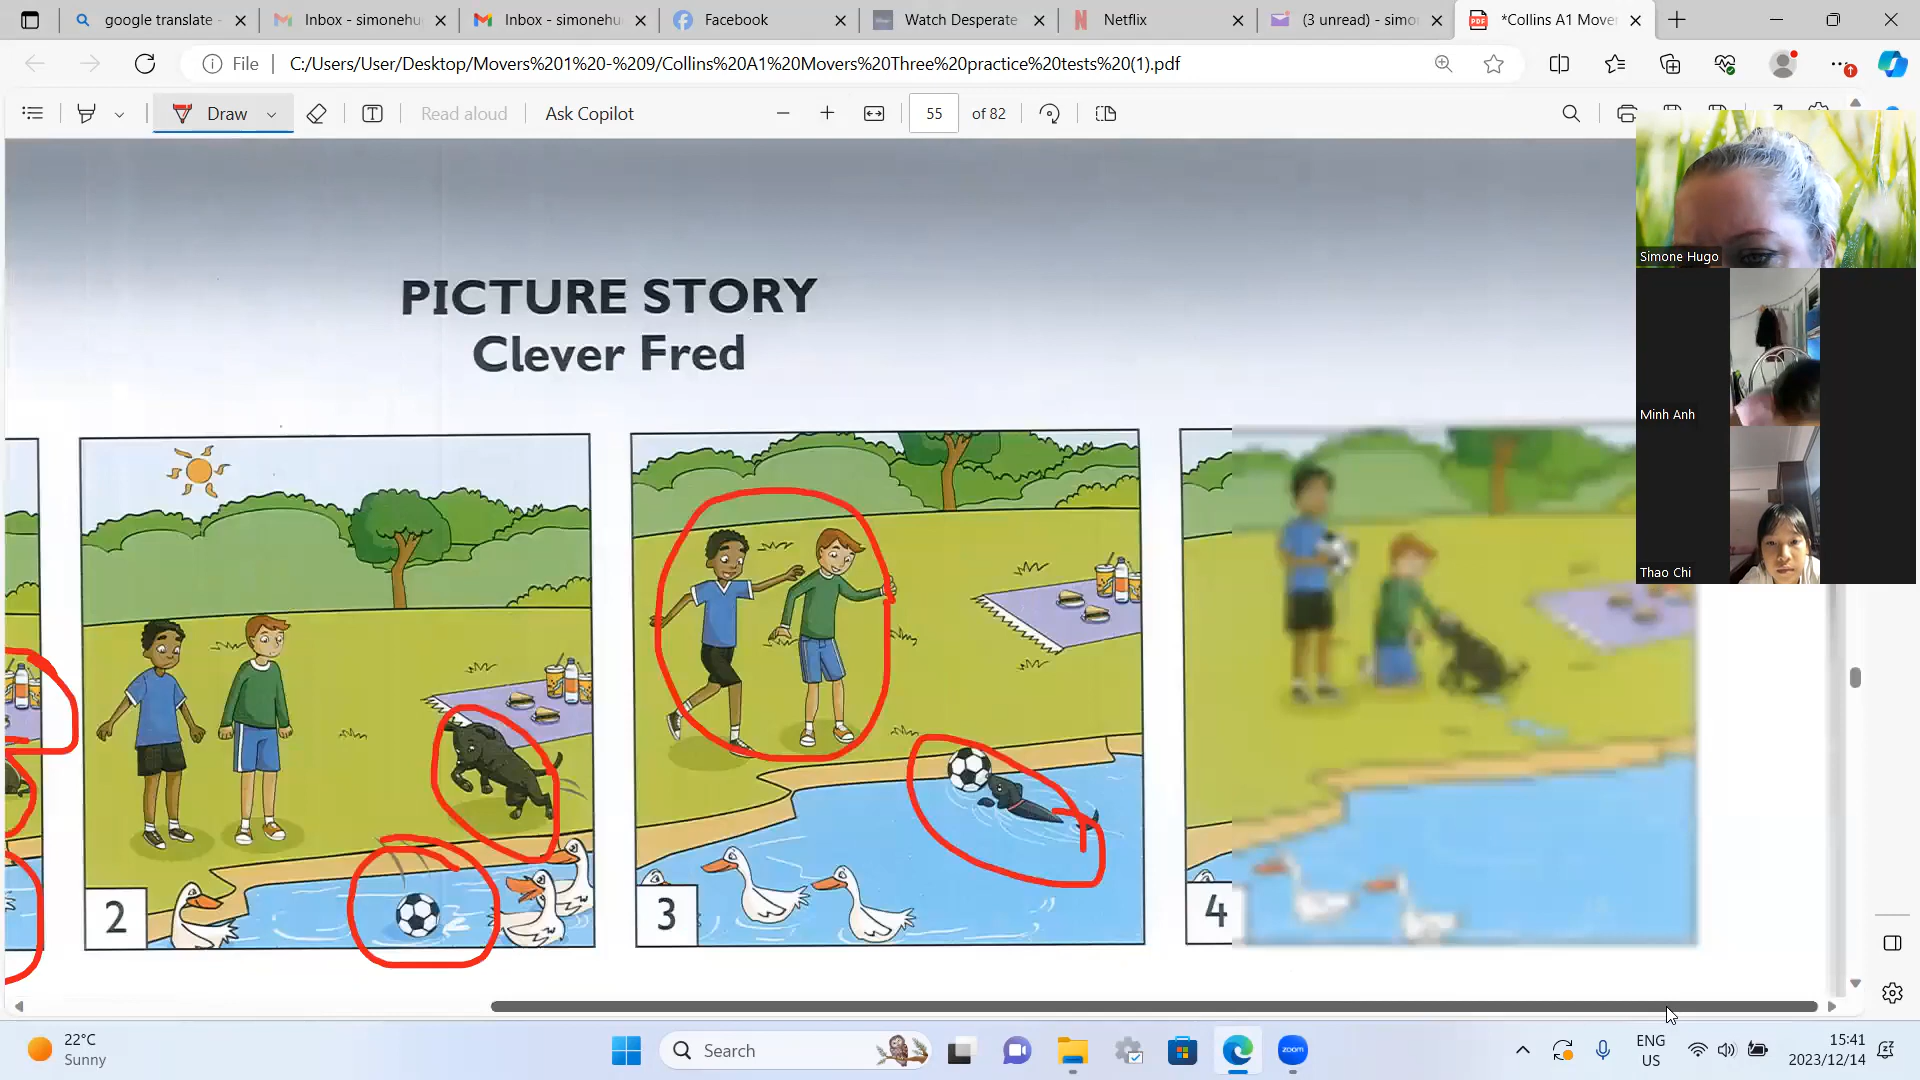 google translate -
Inbox - simonehu
Inbox - simonehu
Facebook
Watch Desperate
Netflix
(3 unread) - simo
*Collins A1 Mover
File
C:/Users/User/Desktop/Movers%201%20-%209/Collins%20A1%20Movers%20Three%20practice%20tests%20(1).pdf
Draw
Read aloud
Ask Copilot
55
of 82
PICTURE STORY
Clever Fred
Simone Hugo
Minh Anh
Thao Chi
2
3
4
22°C
Sunny
Search
zoom
ENG
US
15:41
2023/12/14